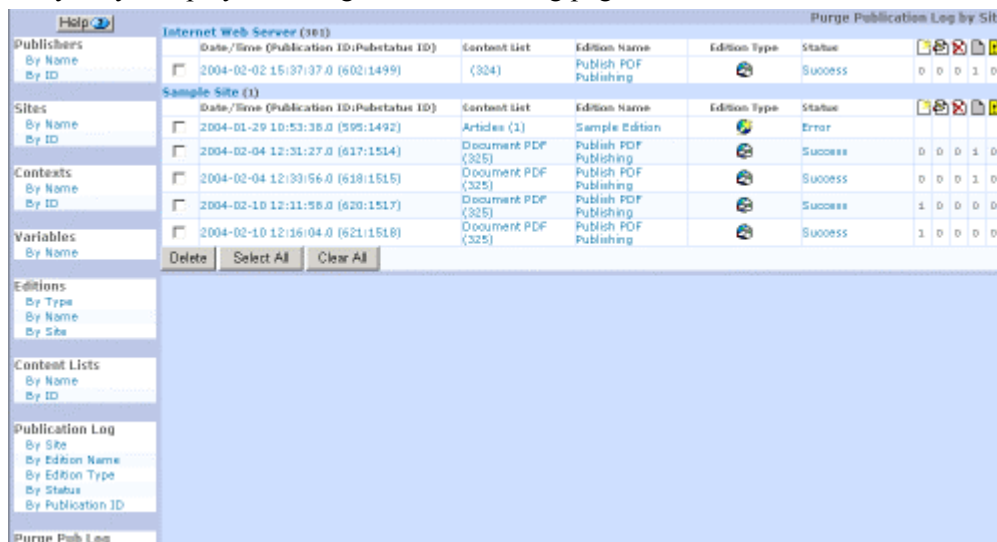 Help
Purge Publication Log by Sit
Publishers
By Name
By ID
Sites
By Name
By ID
Contexts
By Name
By ID
Variables
By Name
Editions
By Type
By Name
By Site
Content Lists
By Name
By ID
Publication Log
By Site
By Edition Name
By Edition Type
By Status
By Publication ID
Purge Pub Log
Internet Web Server (301)
Date/Time (Publication ID:Pubstatus ID) Content List Edition Name Edition Type Status
2004-02-02 15:37:37.0 (602:1499) (324) Publish PDF Publishing Success 0 0 0 1 0
Sample Site (1)
Date/Time (Publication ID:Pubstatus ID) Content List Edition Name Edition Type Status
2004-01-29 10:53:38.0 (595:1492) Articles (1) Sample Edition Error
2004-02-04 12:31:27.0 (617:1514) Document PDF (325) Publish PDF Publishing Success 0 0 0 1 0
2004-02-04 12:33:56.0 (618:1515) Document PDF (325) Publish PDF Publishing Success 0 0 0 1 0
2004-02-10 12:11:58.0 (620:1517) Document PDF (325) Publish PDF Publishing Success 1 0 0 0 0
2004-02-10 12:16:04.0 (621:1518) Document PDF (325) Publish PDF Publishing Success 1 0 0 0 0
Delete Select All Clear All